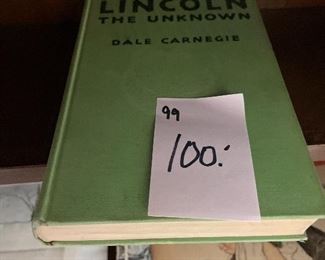 LINCOLN
THE UNKNOWN
DALE CARNEGIE
99
100.-